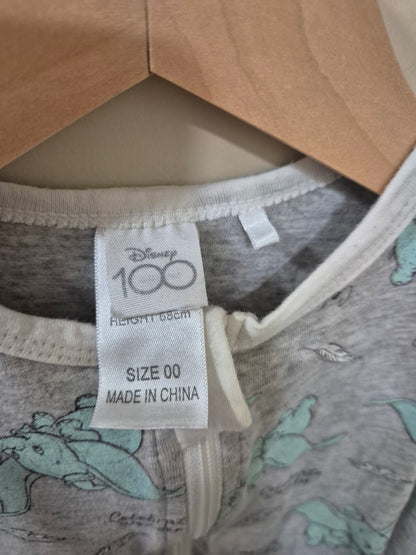 Disney
100
HEIGHT 68cm
SIZE 00
MADE IN CHINA